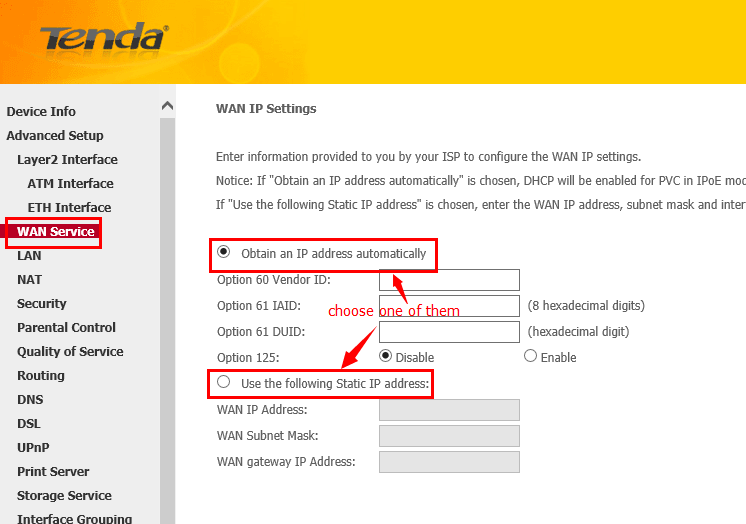 Tenda®
Device Info
Advanced Setup
Layer2 Interface
ATM Interface
ETH Interface
WAN Service
LAN
NAT
Security
Parental Control
Quality of Service
Routing
DNS
DSL
UPnP
Print Server
Storage Service
Interface Grouping
WAN IP Settings
Enter information provided to you by your ISP to configure the WAN IP settings.
Notice: If "Obtain an IP address automatically" is chosen, DHCP will be enabled for PVC in IPoE mod
If "Use the following Static IP address" is chosen, enter the WAN IP address, subnet mask and inter
Obtain an IP address automatically
Option 60 Vendor ID:
Option 61 IAID: (8 hexadecimal digits)
choose one of them
Option 61 DUID: (hexadecimal digit)
Option 125: Disable Enable
Use the following Static IP address:
WAN IP Address:
WAN Subnet Mask:
WAN gateway IP Address: